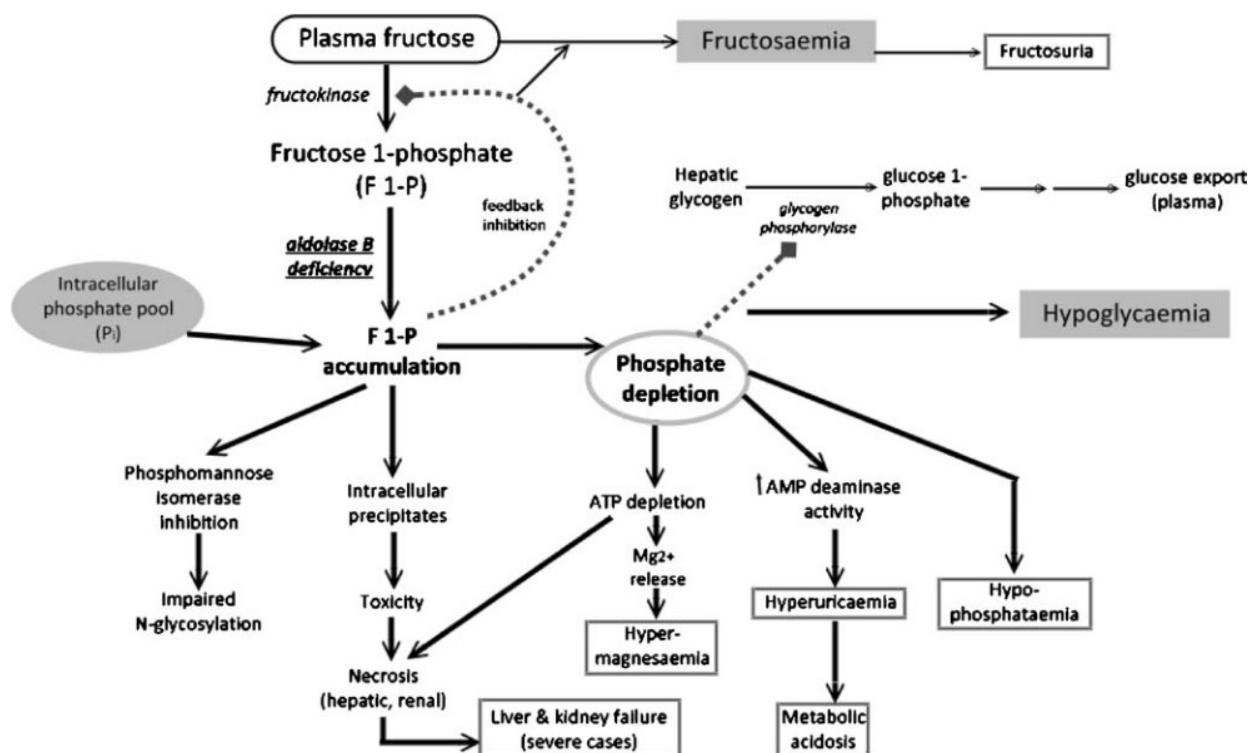 Plasma fructose
Fructosaemia
Fructosuria
fructokinase
Fructose 1-phosphate
(F 1-P)
feedback
inhibition
Hepatic
glycogen
glucose 1-
phosphate
glucose export
(plasma)
glycogen
phosphorylase
aldolase B
deficiency
Intracellular
phosphate pool
(Pi)
F 1-P
accumulation
Phosphate
depletion
Hypoglycaemia
Phosphomannose
isomerase
inhibition
Intracellular
precipitates
ATP depletion
↑AMP deaminase
activity
Mg2+
release
Impaired
N-glycosylation
Toxicity
Hyper-
magnesaemia
Hyperuricaemia
Hypo-
phosphataemia
Necrosis
(hepatic, renal)
Liver & kidney failure
(severe cases)
Metabolic
acidosis